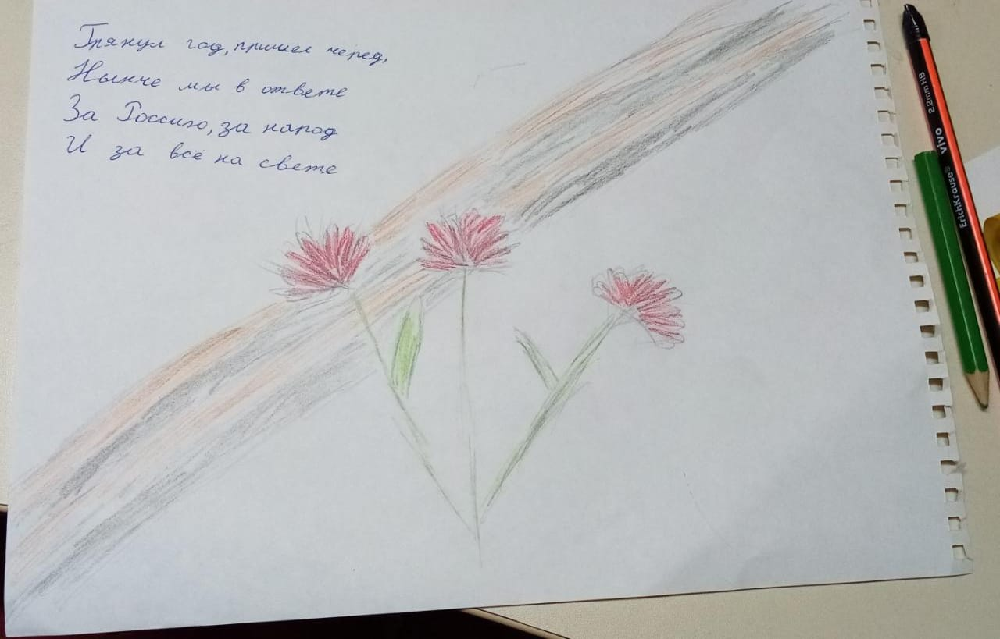 Грянул год, пришёл черед,
Нынче мы в ответе
За Россию, за народ
И за всё на свете
ErichKrause® vivo 2.2mm HB